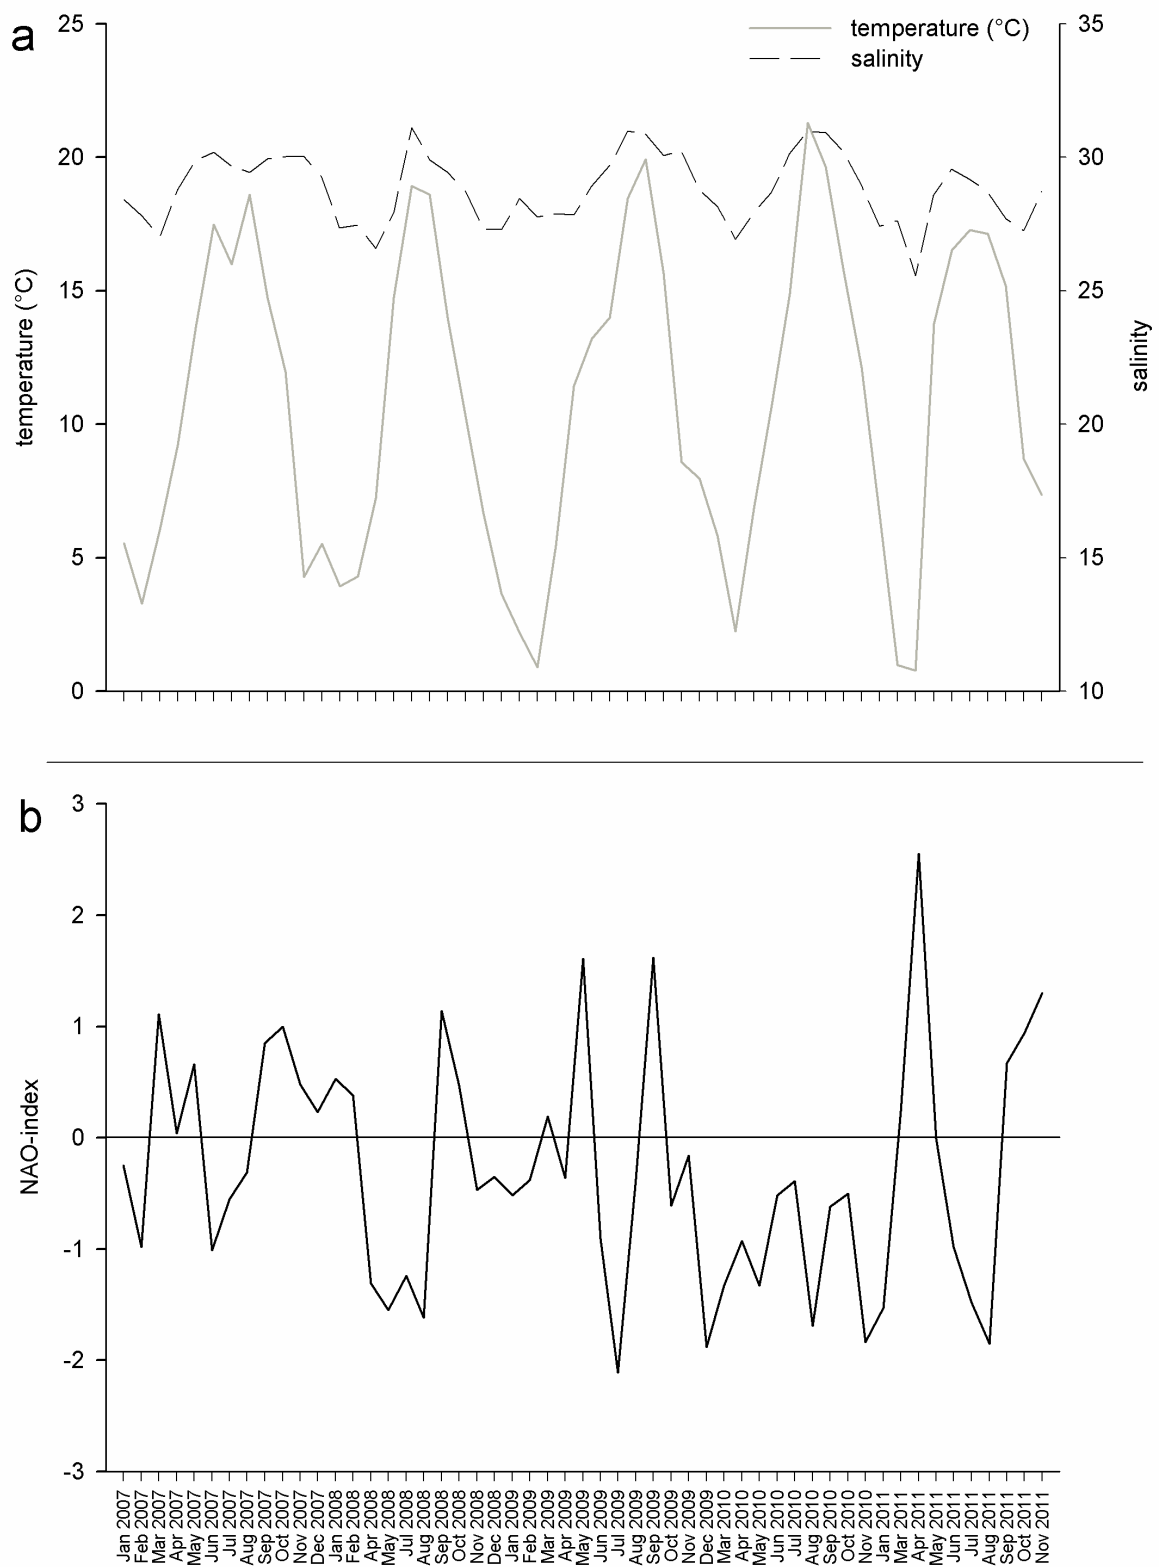 a
temperature (°C)
salinity
25
20
15
10
5
0
temperature (°C)
35
30
25
20
15
10
salinity
b
3
2
1
0
-1
-2
-3
NAO-index
Jan 2007
Feb 2007
Mar 2007
Apr 2007
May 2007
Jun 2007
Jul 2007
Aug 2007
Sep 2007
Oct 2007
Nov 2007
Dec 2007
Jan 2008
Feb 2008
Apr 2008
May 2008
Jul 2008
Aug 2008
Sep 2008
Oct 2008
Nov 2008
Dec 2008
Jan 2009
Feb 2009
Mar 2009
Apr 2009
May 2009
Jun 2009
Jul 2009
Aug 2009
Sep 2009
Oct 2009
Nov 2009
Dec 2009
Mar 2010
Apr 2010
May 2010
Jun 2010
Jul 2010
Aug 2010
Sep 2010
Oct 2010
Nov 2010
Jan 2011
Mar 2011
Apr 2011
May 2011
Jun 2011
Jul 2011
Aug 2011
Sep 2011
Oct 2011
Nov 2011